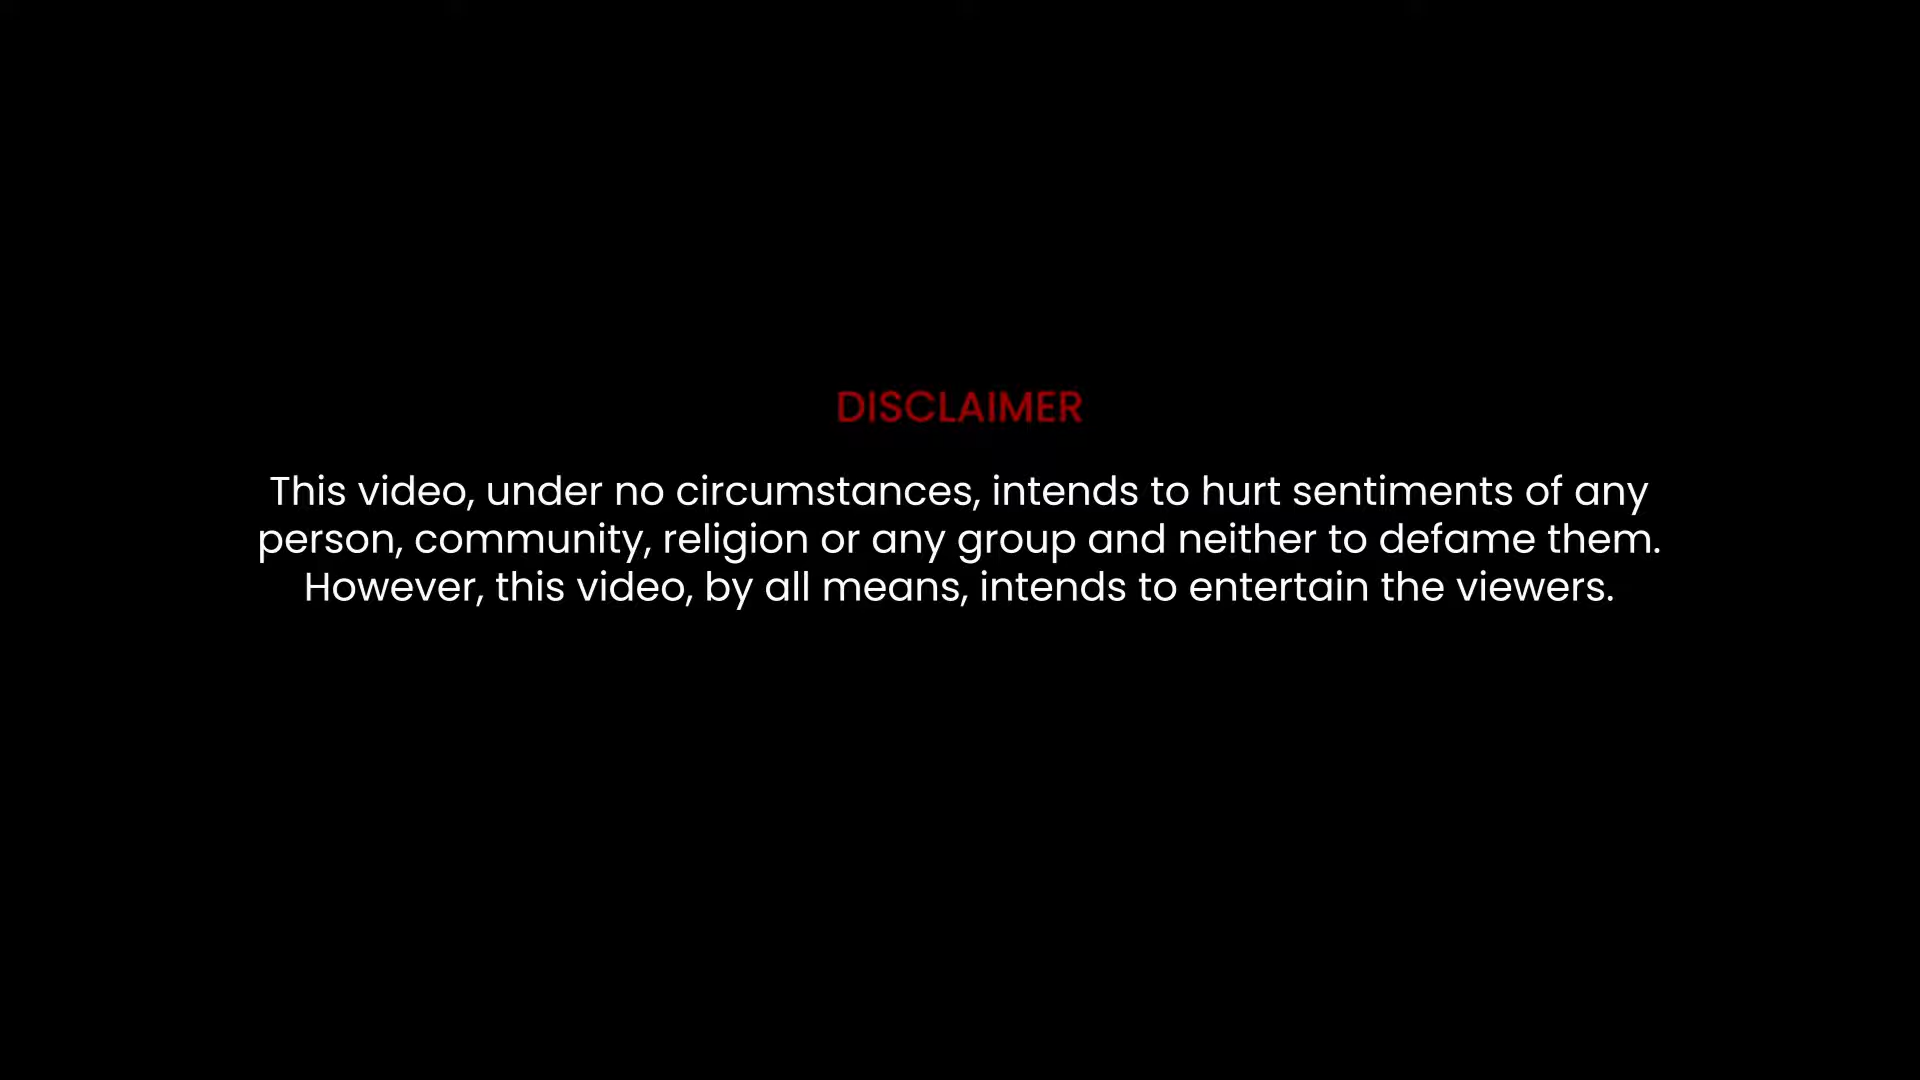 DISCLAIMER
This video, under no circumstances, intends to hurt sentiments of any
person, community, religion or any group and neither to defame them.
However, this video, by all means, intends to entertain the viewers.